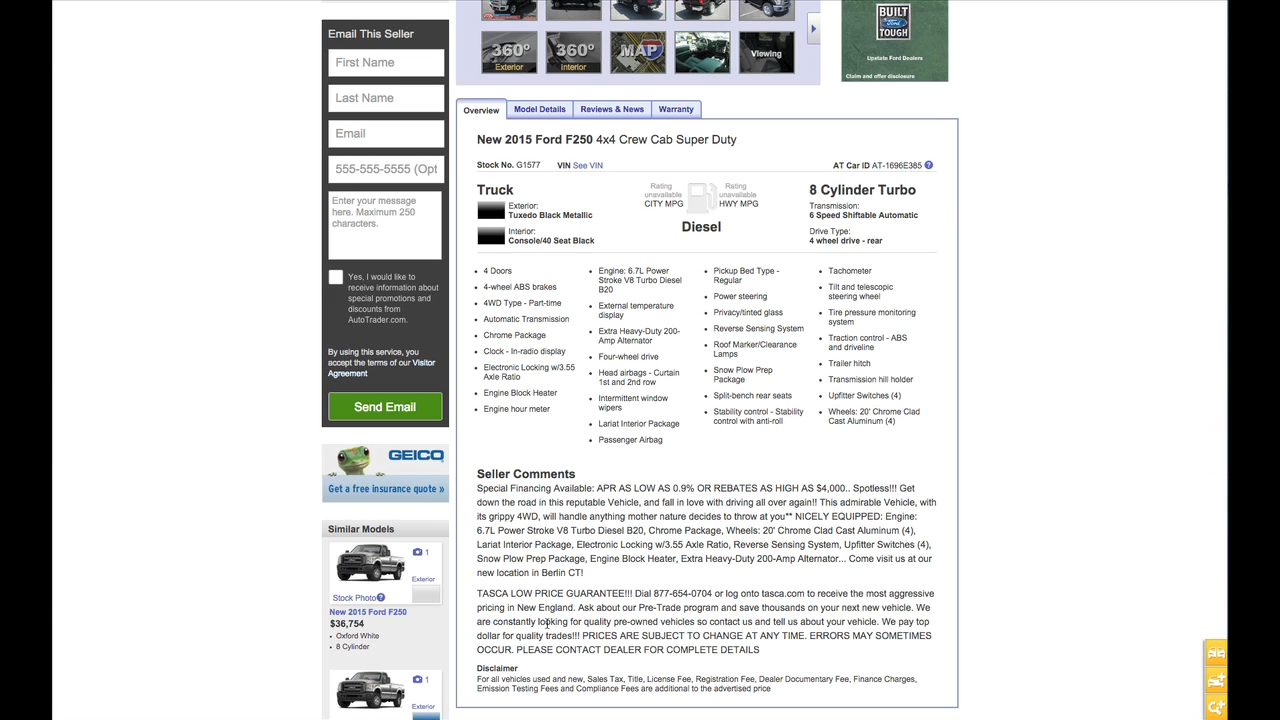 Email This Seller
First Name
Last Name
Email
555-555-5555 (Opt
Enter your message
here. Maximum 250
characters.
Yes, I would like to
receive information about
special promotions and
discounts from
AutoTrader.com.
By using this service, you
accept the terms of our Visitor
Agreement
Send Email
GEICO
Get a free insurance quote »
Similar Models
1
Exterior
Stock Photo?
New 2015 Ford F250
$36,754
• Oxford White
• 8 Cylinder
1
Exterior
360º
Exterior
360º
Interior
MAP
Viewing
BUILT
Ford
TOUGH
Upstate Ford Dealers
Claim and offer disclosure
Overview
Model Details
Reviews & News
Warranty
New 2015 Ford F250 4x4 Crew Cab Super Duty
Stock No. G1577 VIN See VIN AT Car ID AT-1696E385 ?
Truck
Exterior:
Tuxedo Black Metallic
Interior:
Console/40 Seat Black
Rating
unavailable
CITY MPG
Rating
unavailable
HWY MPG
Diesel
8 Cylinder Turbo
Transmission:
6 Speed Shiftable Automatic
Drive Type:
4 wheel drive - rear
• 4 Doors
• 4-wheel ABS brakes
• 4WD Type - Part-time
• Automatic Transmission
• Chrome Package
• Clock - In-radio display
• Electronic Locking w/3.55
Axle Ratio
• Engine Block Heater
• Engine hour meter
• Engine: 6.7L Power
Stroke V8 Turbo Diesel
B20
• External temperature
display
• Extra Heavy-Duty 200-
Amp Alternator
• Four-wheel drive
• Head airbags - Curtain
1st and 2nd row
• Intermittent window
wipers
• Lariat Interior Package
• Passenger Airbag
• Pickup Bed Type -
Regular
• Power steering
• Privacy/tinted glass
• Reverse Sensing System
• Roof Marker/Clearance
Lamps
• Snow Plow Prep
Package
• Split-bench rear seats
• Stability control - Stability
control with anti-roll
• Tachometer
• Tilt and telescopic
steering wheel
• Tire pressure monitoring
system
• Traction control - ABS
and driveline
• Trailer hitch
• Transmission hill holder
• Upfitter Switches (4)
• Wheels: 20' Chrome Clad
Cast Aluminum (4)
Seller Comments
Special Financing Available: APR AS LOW AS 0.9% OR REBATES AS HIGH AS $4,000.. Spotless!!! Get
down the road in this reputable Vehicle, and fall in love with driving all over again!! This admirable Vehicle, with
its grippy 4WD, will handle anything mother nature decides to throw at you** NICELY EQUIPPED: Engine:
6.7L Power Stroke V8 Turbo Diesel B20, Chrome Package, Wheels: 20' Chrome Clad Cast Aluminum (4),
Lariat Interior Package, Electronic Locking w/3.55 Axle Ratio, Reverse Sensing System, Upfitter Switches (4),
Snow Plow Prep Package, Engine Block Heater, Extra Heavy-Duty 200-Amp Alternator... Come visit us at our
new location in Berlin CT!
TASCA LOW PRICE GUARANTEE!!! Dial 877-654-0704 or log onto tasca.com to receive the most aggressive
pricing in New England. Ask about our Pre-Trade program and save thousands on your next new vehicle. We
are constantly looking for quality pre-owned vehicles so contact us and tell us about your vehicle. We pay top
dollar for quality trades!!! PRICES ARE SUBJECT TO CHANGE AT ANY TIME. ERRORS MAY SOMETIMES
OCCUR. PLEASE CONTACT DEALER FOR COMPLETE DETAILS
Disclaimer
For all vehicles used and new, Sales Tax, Title, License Fee, Registration Fee, Dealer Documentary Fee, Finance Charges,
Emission Testing Fees and Compliance Fees are additional to the advertised price